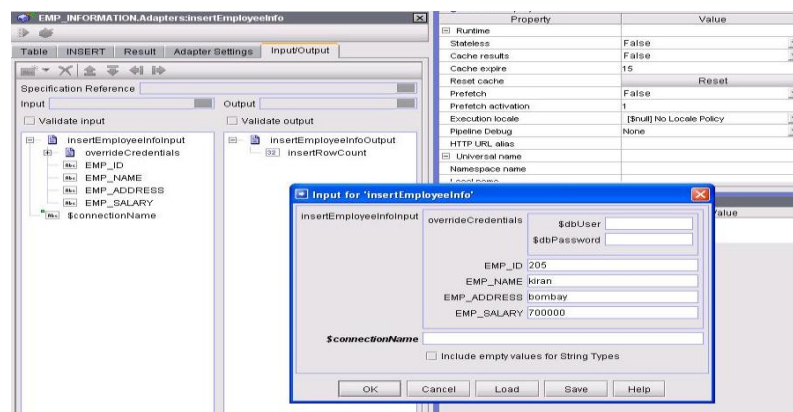 EMP_INFORMATION.Adapters:insertEmployeeInfo
Table INSERT Result Adapter Settings Input/Output
Specification Reference
Input
Output
Validate input
Validate output
insertEmployeeInfoInput
overrideCredentials
EMP_ID
EMP_NAME
EMP_ADDRESS
EMP_SALARY
$connectionName
insertEmployeeInfoOutput
insertRowCount
Property Value
Runtime
Stateless False
Cache results False
Cache expire 15
Reset cache Reset
Prefetch False
Prefetch activation 1
Execution locale [$null] No Locale Policy
Pipeline Debug None
HTTP URL alias
Universal name
Namespace name
Input for 'insertEmployeeInfo'
insertEmployeeInfoInput
overrideCredentials
$dbUser
$dbPassword
EMP_ID 205
EMP_NAME kiran
EMP_ADDRESS bombay
EMP_SALARY 700000
$connectionName
Include empty values for String Types
OK Cancel Load Save Help